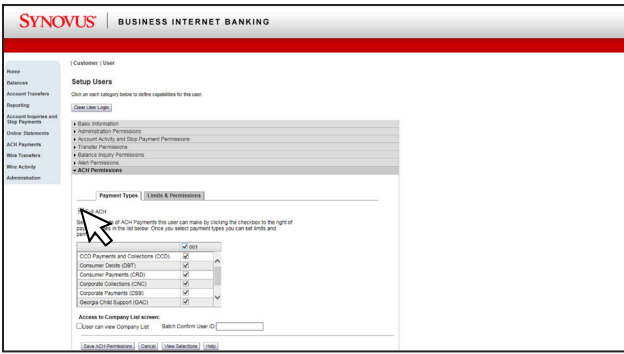 SYNOVUS® BUSINESS INTERNET BANKING
| Customer | User
Home
Balances
Account Transfers
Reporting
Account Inquiries and
Stop Payments
Online Statements
ACH Payments
Wire Transfers
Wire Activity
Administration
Setup Users
Click on each category below to define capabilities for this user.
Clear User Login
Basic Information
Administration Permissions
Account Activity and Stop Payment Permissions
Transfer Permissions
Balance Inquiry Permissions
Alert Permissions
ACH Permissions
Payment Types Limits & Permissions
ACH
of ACH Payments this user can make by clicking the checkbox to the right of
in the list below. Once you select payment types you can set limits and
001
CCD Payments and Collections (CCD)
Consumer Debits (DBT)
Consumer Payments (CRD)
Corporate Collections (CNC)
Corporate Payments (DSB)
Georgia Child Support (GAC)
Access to Company List screen:
User can view Company List Batch Confirm User ID:
Save ACH Permissions Cancel View Selections Help